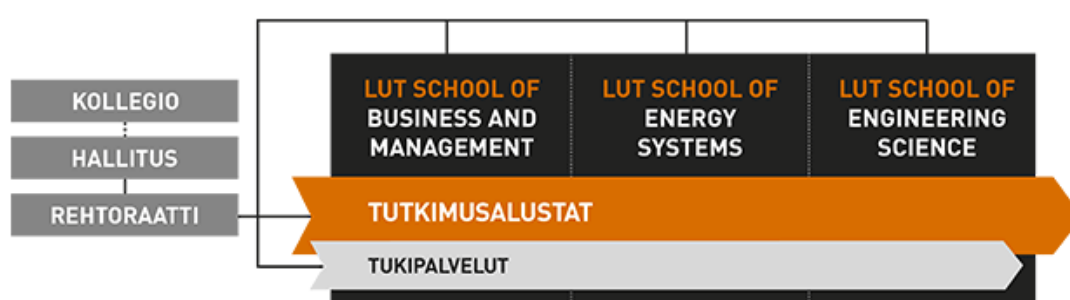 KOLLEGIO
HALLITUS
REHTORAATTI
LUT SCHOOL OF
BUSINESS AND
MANAGEMENT
LUT SCHOOL OF
ENERGY
SYSTEMS
LUT SCHOOL OF
ENGINEERING
SCIENCE
TUTKIMUSALUSTAT
TUKIPALVELUT